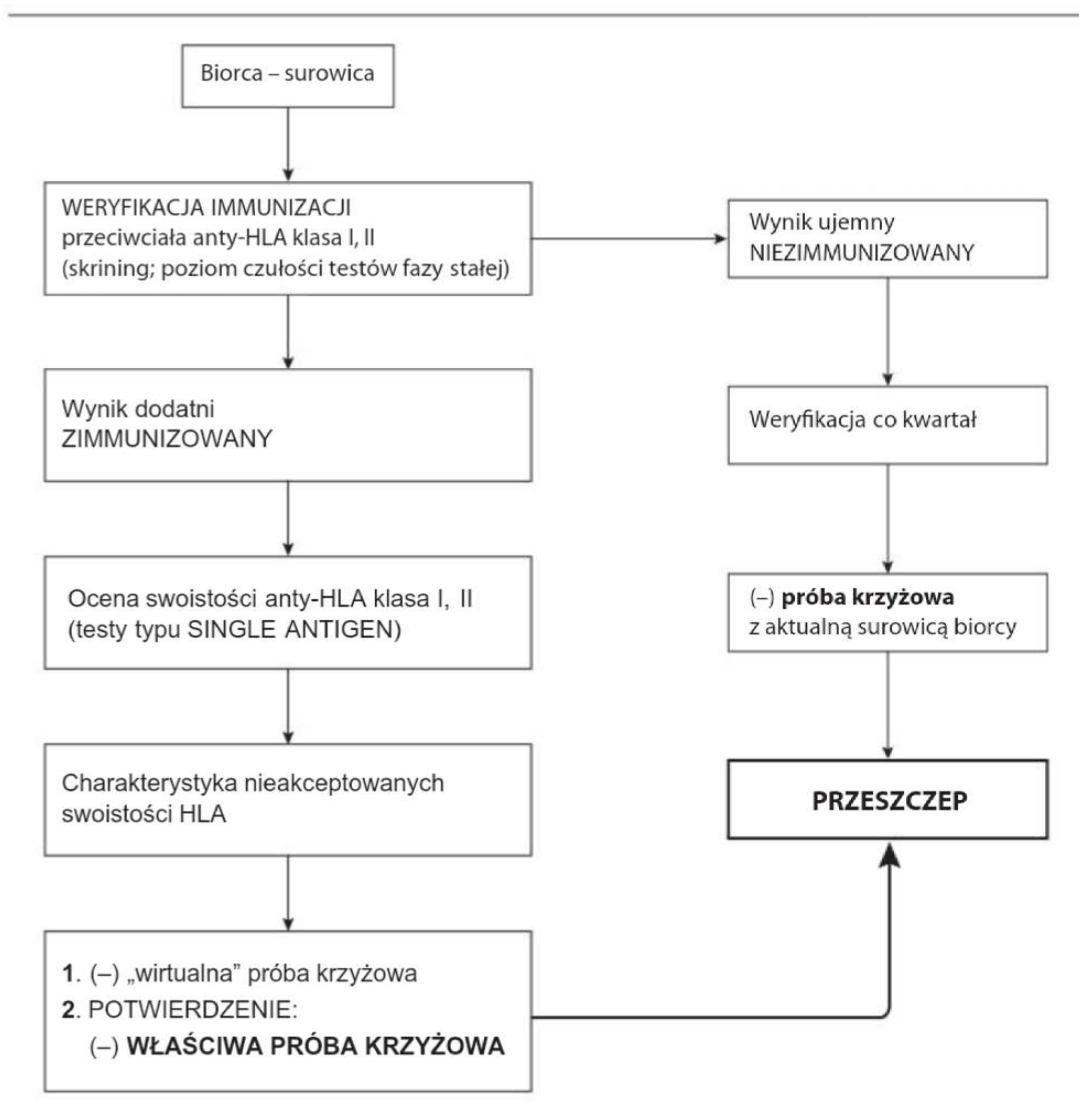 Biorca – surowica
WERYFIKACJA IMMUNIZACJI
przeciwciała anty-HLA klasa I, II
(skrining; poziom czułości testów fazy stałej)
Wynik ujemny
NIEZIMMUNIZOWANY
Wynik dodatni
ZIMMUNIZOWANY
Weryfikacja co kwartał
Ocena swoistości anty-HLA klasa I, II
(testy typu SINGLE ANTIGEN)
(–) próba krzyżowa
z aktualną surowicą biorcy
Charakterystyka nieakceptowanych
swoistości HLA
PRZESZCZEP
1. (–) „wirtualna” próba krzyżowa
2. POTWIERDZENIE:
(–) WŁAŚCIWA PRÓBA KRZYŻOWA